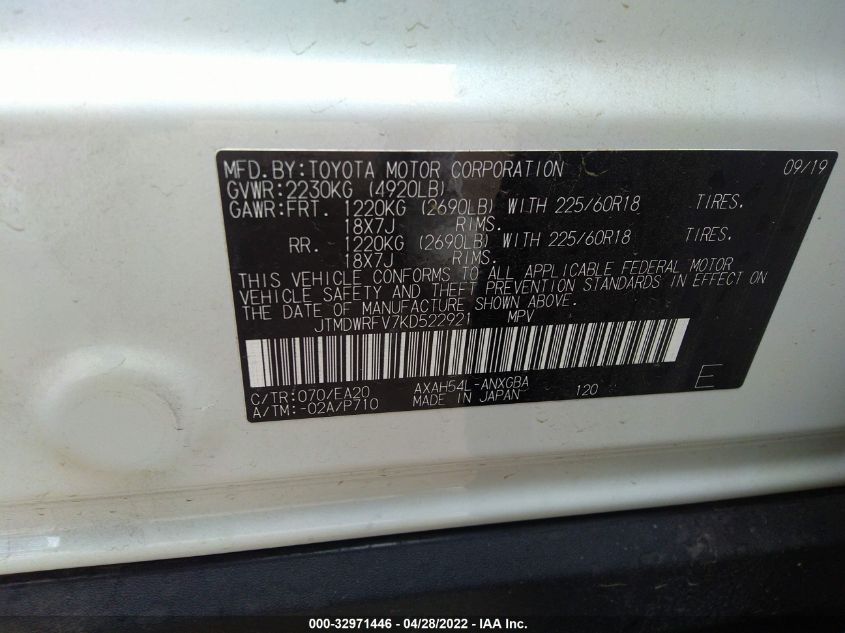 MFD.BY:TOYOTA MOTOR CORPORATION 09/19
GVWR:2230KG (4920LB)
GAWR:FRT. 1220KG (2690LB) WITH 225/60R18 TIRES.
18X7J RIMS.
RR. 1220KG (2690LB) WITH 225/60R18 TIRES.
18X7J RIMS.
THIS VEHICLE CONFORMS TO ALL APPLICABLE FEDERAL MOTOR
VEHICLE SAFETY AND THEFT PREVENTION STANDARDS IN EFFECT ON
THE DATE OF MANUFACTURE SHOWN ABOVE.
JTMDWRFV7KD522921 MPV
C/TR:070/EA20 AXAH54L-ANXGBA 120 E
A/TM:-02A/P710 MADE IN JAPAN
000-32971446 - 04/28/2022 - IAA Inc.